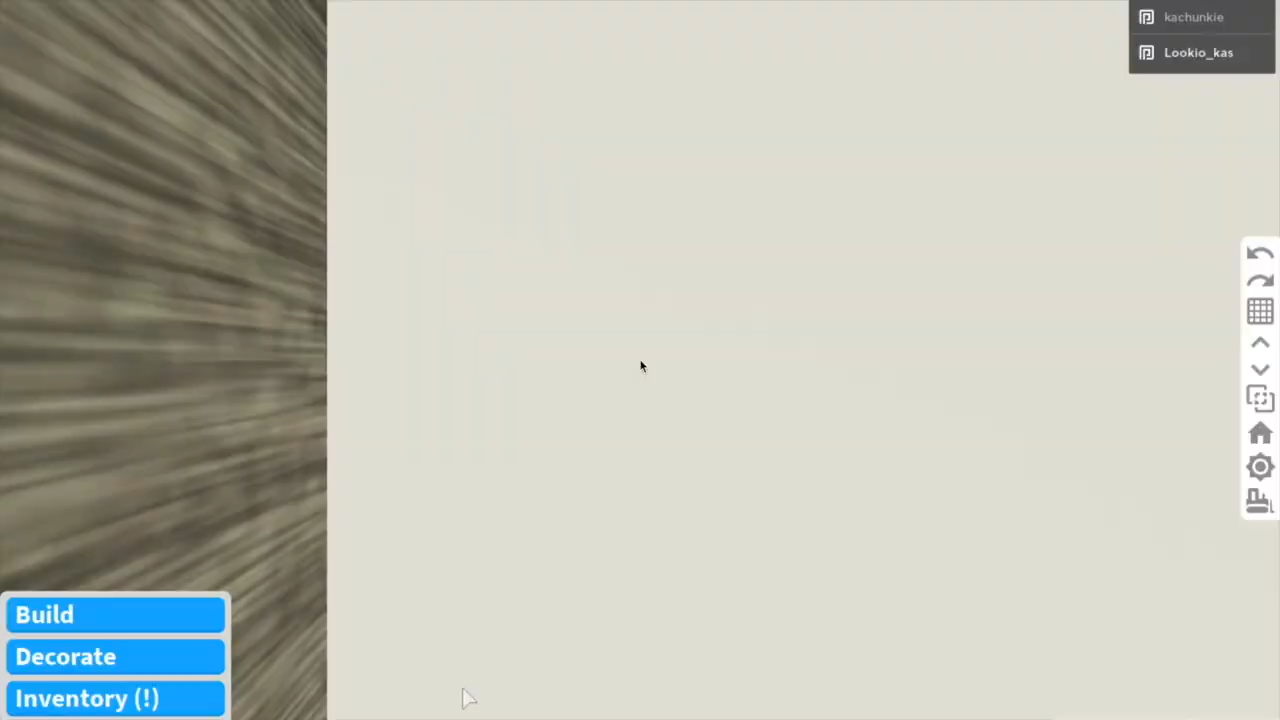 kachunkie
Lookio_kas
Build
Decorate
Inventory (!)